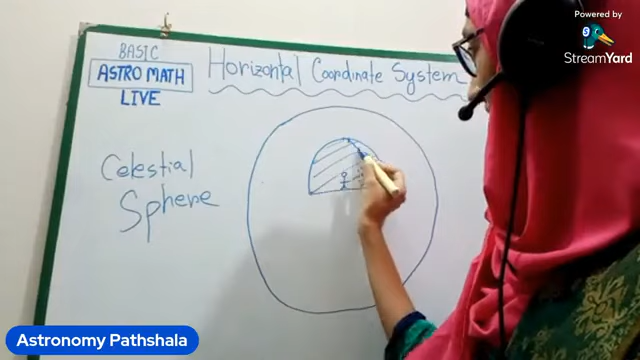 Powered by
StreamYard
BASIC
ASTRO MATH
LIVE
Horizontal Coordinate System
Celestial
Sphere
Astronomy Pathshala